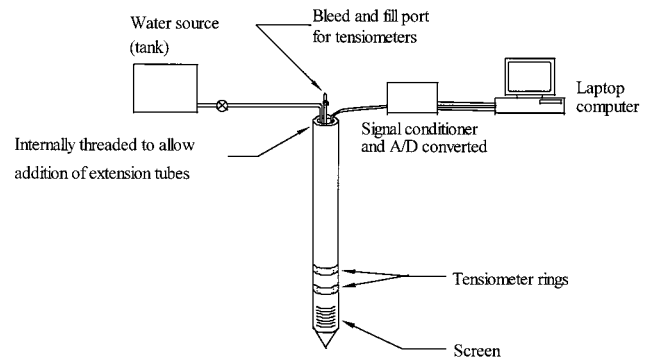 Water source
(tank)
Bleed and fill port
for tensiometers
Laptop
computer
Signal conditioner
and A/D converted
Internally threaded to allow
addition of extension tubes
Tensiometer rings
Screen